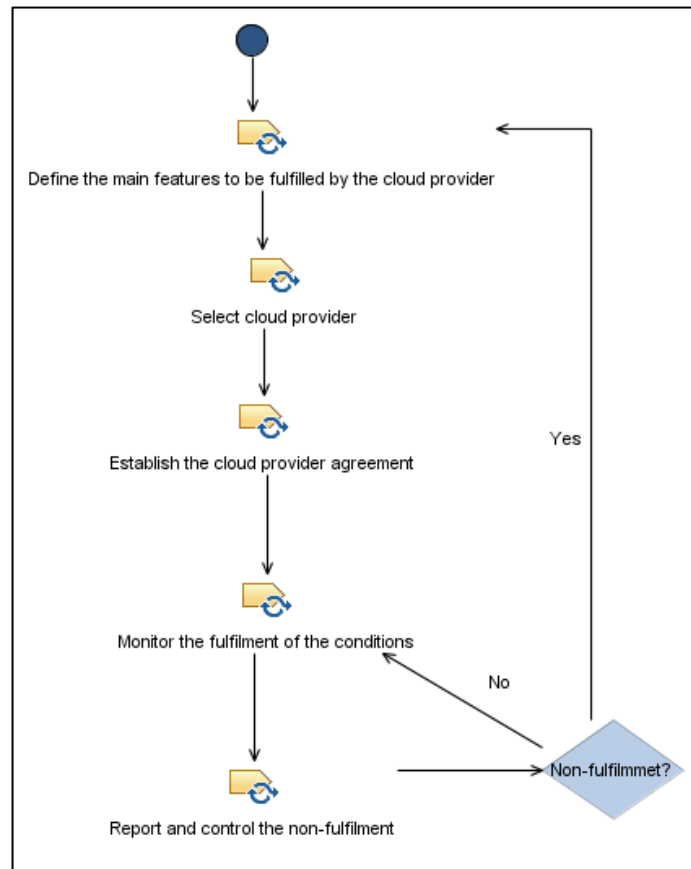 Define the main features to be fulfilled by the cloud provider
Select cloud provider
Establish the cloud provider agreement
Yes
Monitor the fulfilment of the conditions
No
Non-fulfilmmet?
Report and control the non-fulfilment